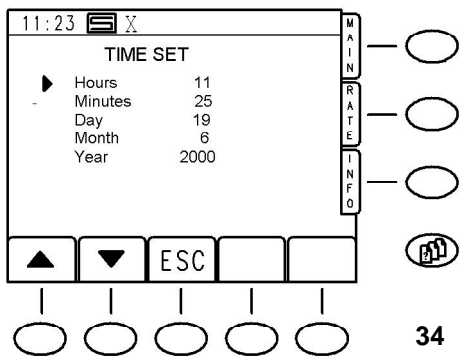 11:23 S X
TIME SET
Hours 11
Minutes 25
Day 19
Month 6
Year 2000
MAIN
RATE
INFO
ESC
?
34